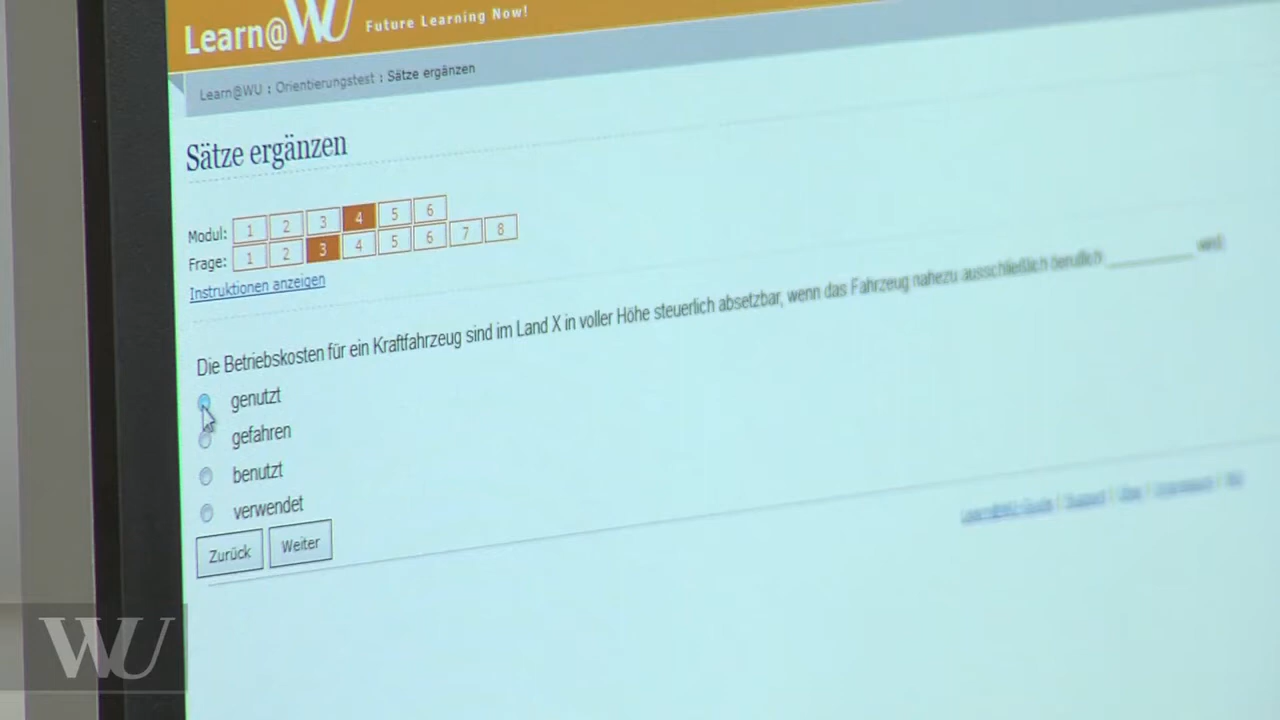 Learn@WU Future Learning Now!
Learn@WU : Orientierungstest : Sätze ergänzen
Sätze ergänzen
Modul: 1 2 3 4 5 6
Frage: 1 2 3 4 5 6 7 8
Instruktionen anzeigen
Die Betriebskosten für ein Kraftfahrzeug sind im Land X in voller Höhe steuerlich absetzbar, wenn das Fahrzeug nahezu ausschließlich beruflich __________ wird.
genutzt
gefahren
benutzt
verwendet
Zurück Weiter
WU